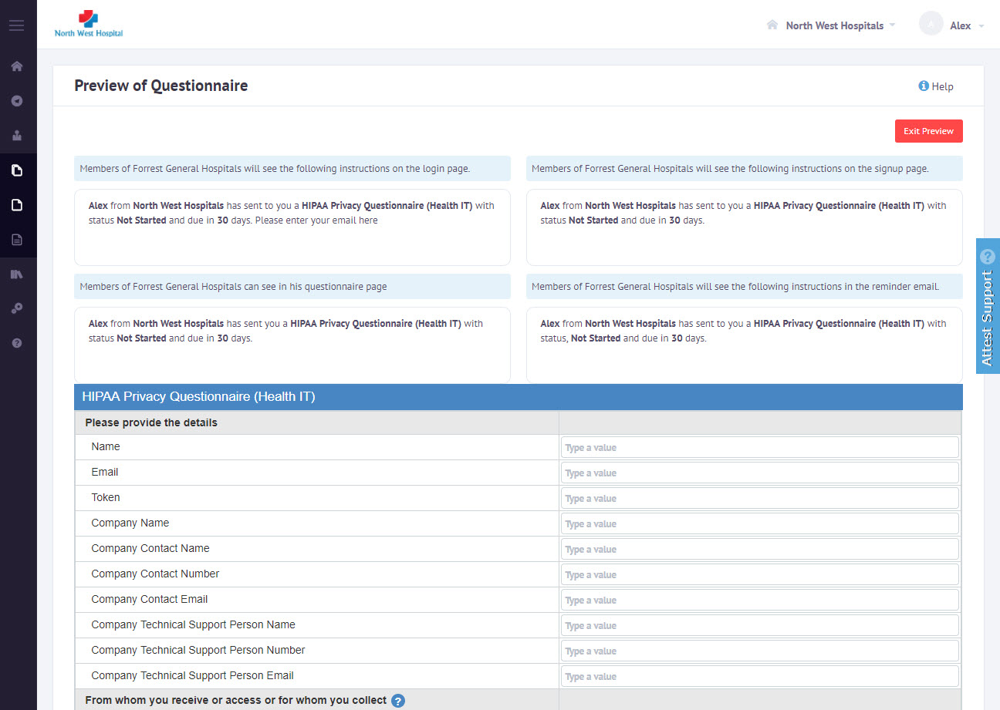 North West Hospital
North West Hospitals
A
Alex
Preview of Questionnaire
Help
Exit Preview
Members of Forrest General Hospitals will see the following instructions on the login page.
Alex from North West Hospitals has sent to you a HIPAA Privacy Questionnaire (Health IT) with
status Not Started and due in 30 days. Please enter your email here
Members of Forrest General Hospitals will see the following instructions on the signup page.
Alex from North West Hospitals has sent to you a HIPAA Privacy Questionnaire (Health IT) with
status Not Started and due in 30 days.
Members of Forrest General Hospitals can see in his questionnaire page
Alex from North West Hospitals has sent you a HIPAA Privacy Questionnaire (Health IT) with
status Not Started and due in 30 days.
Members of Forrest General Hospitals will see the following instructions in the reminder email.
Alex from North West Hospitals has sent to you a HIPAA Privacy Questionnaire (Health IT) with
status, Not Started and due in 30 days.
Attest Support ?
HIPAA Privacy Questionnaire (Health IT)
Please provide the details
Name
Type a value
Email
Type a value
Token
Type a value
Company Name
Type a value
Company Contact Name
Type a value
Company Contact Number
Type a value
Company Contact Email
Type a value
Company Technical Support Person Name
Type a value
Company Technical Support Person Number
Type a value
Company Technical Support Person Email
Type a value
From whom you receive or access or for whom you collect ?